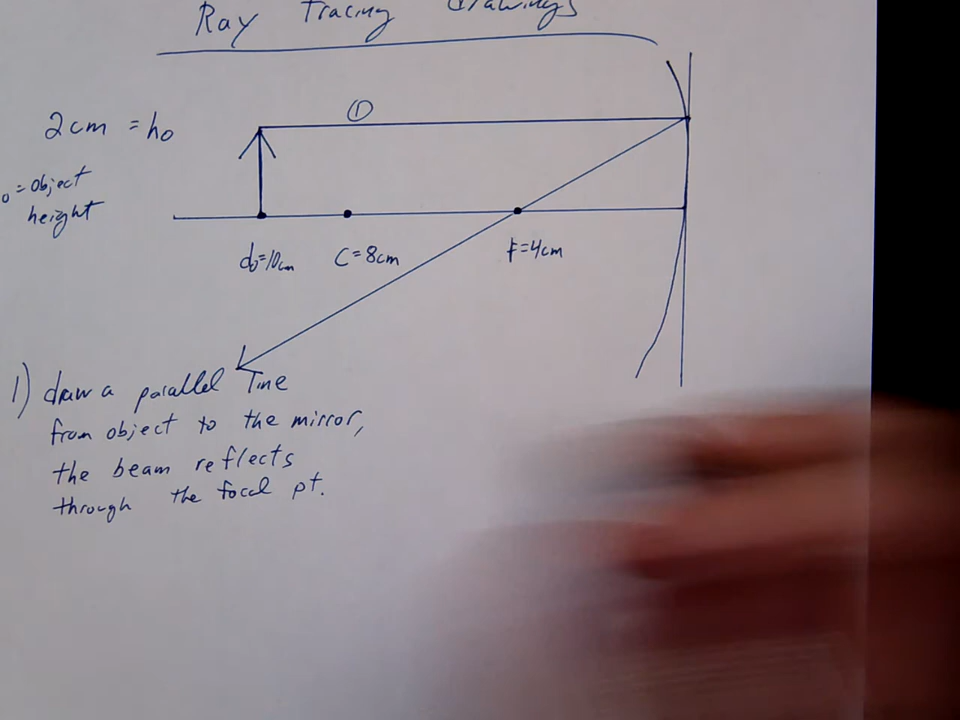 Ray Tracing Drawings
①
2cm = ho
o = Object
height
do=10cm C=8cm F=4cm
1) draw a parallel line
from object to the mirror,
the beam reflects
through the focal pt.